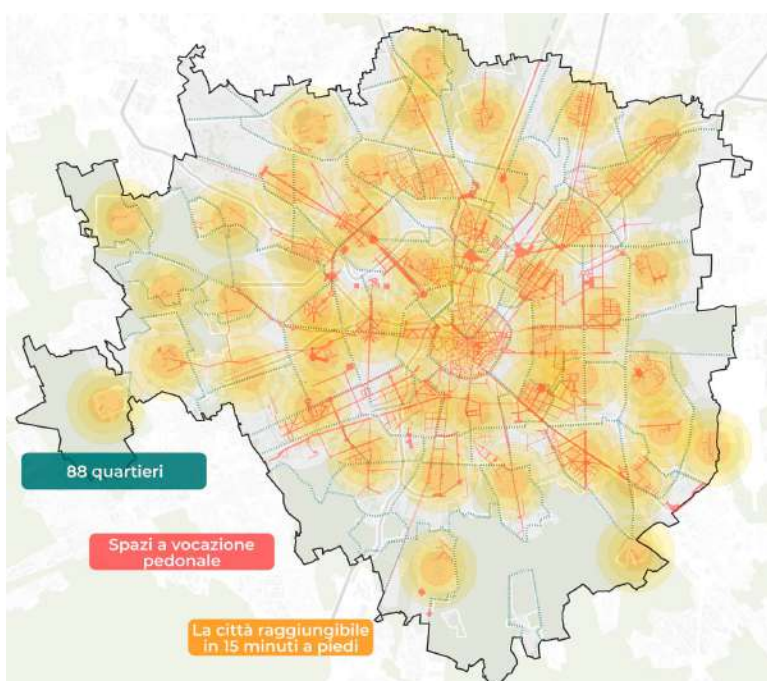 88 quartieri
Spazi a vocazione
pedonale
La città raggiungibile
in 15 minuti a piedi